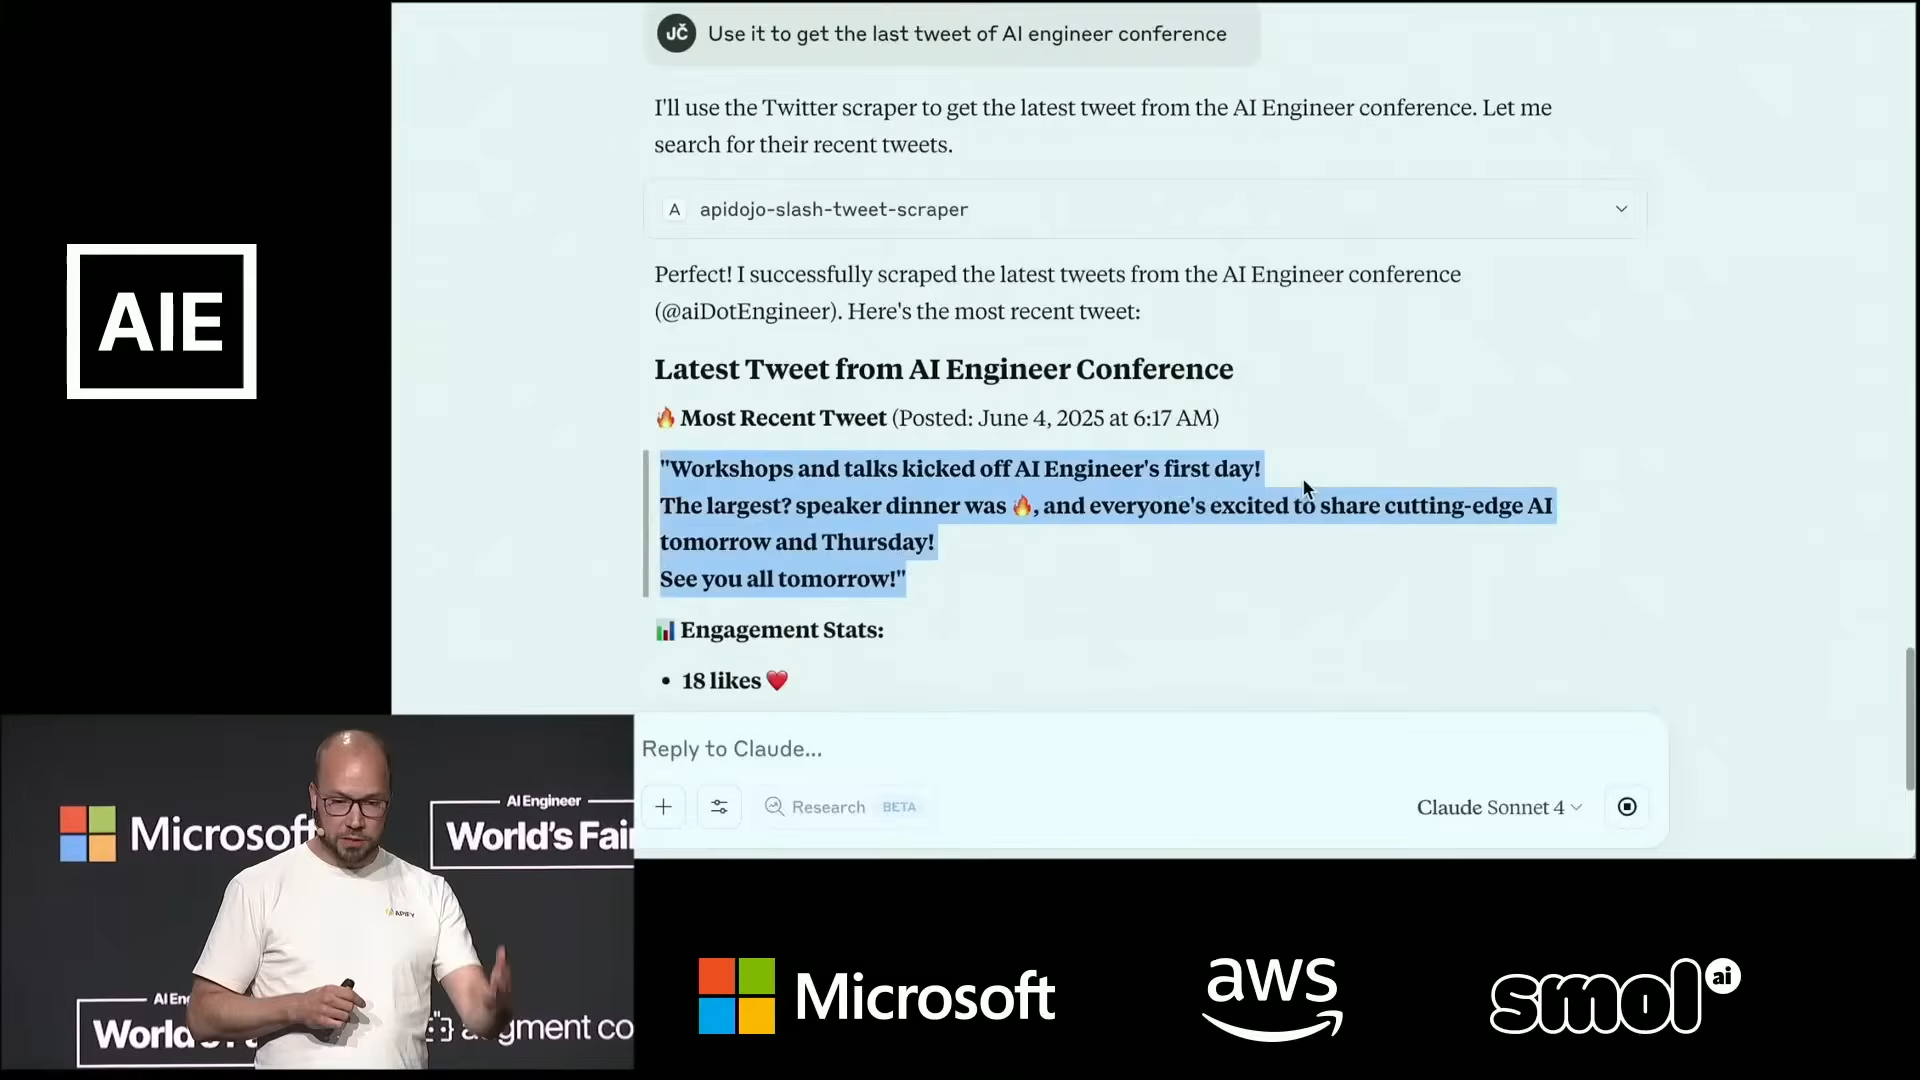 JČ Use it to get the last tweet of AI engineer conference
I'll use the Twitter scraper to get the latest tweet from the AI Engineer conference. Let me
search for their recent tweets.
A apidojo-slash-tweet-scraper
Perfect! I successfully scraped the latest tweets from the AI Engineer conference
(@aiDotEngineer). Here's the most recent tweet:
Latest Tweet from AI Engineer Conference
🔥 Most Recent Tweet (Posted: June 4, 2025 at 6:17 AM)
"Workshops and talks kicked off AI Engineer's first day!
The largest? speaker dinner was 🔥, and everyone's excited to share cutting-edge AI
tomorrow and Thursday!
See you all tomorrow!"
📊 Engagement Stats:
• 18 likes ❤️
Reply to Claude...
Research BETA
Claude Sonnet 4
AIE
Microsoft
AI Engineer
World's Fai
APIFY
AI En
World
gment co
Microsoft
aws
smol ai